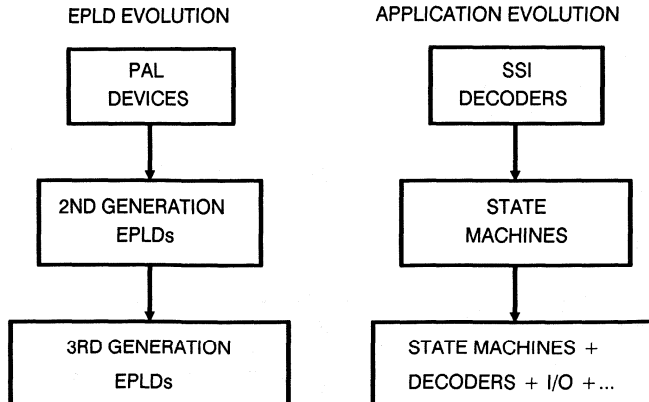 EPLD EVOLUTION
PAL
DEVICES
2ND GENERATION
EPLDs
3RD GENERATION
EPLDs
APPLICATION EVOLUTION
SSI
DECODERS
STATE
MACHINES
STATE MACHINES +
DECODERS + I/O +...